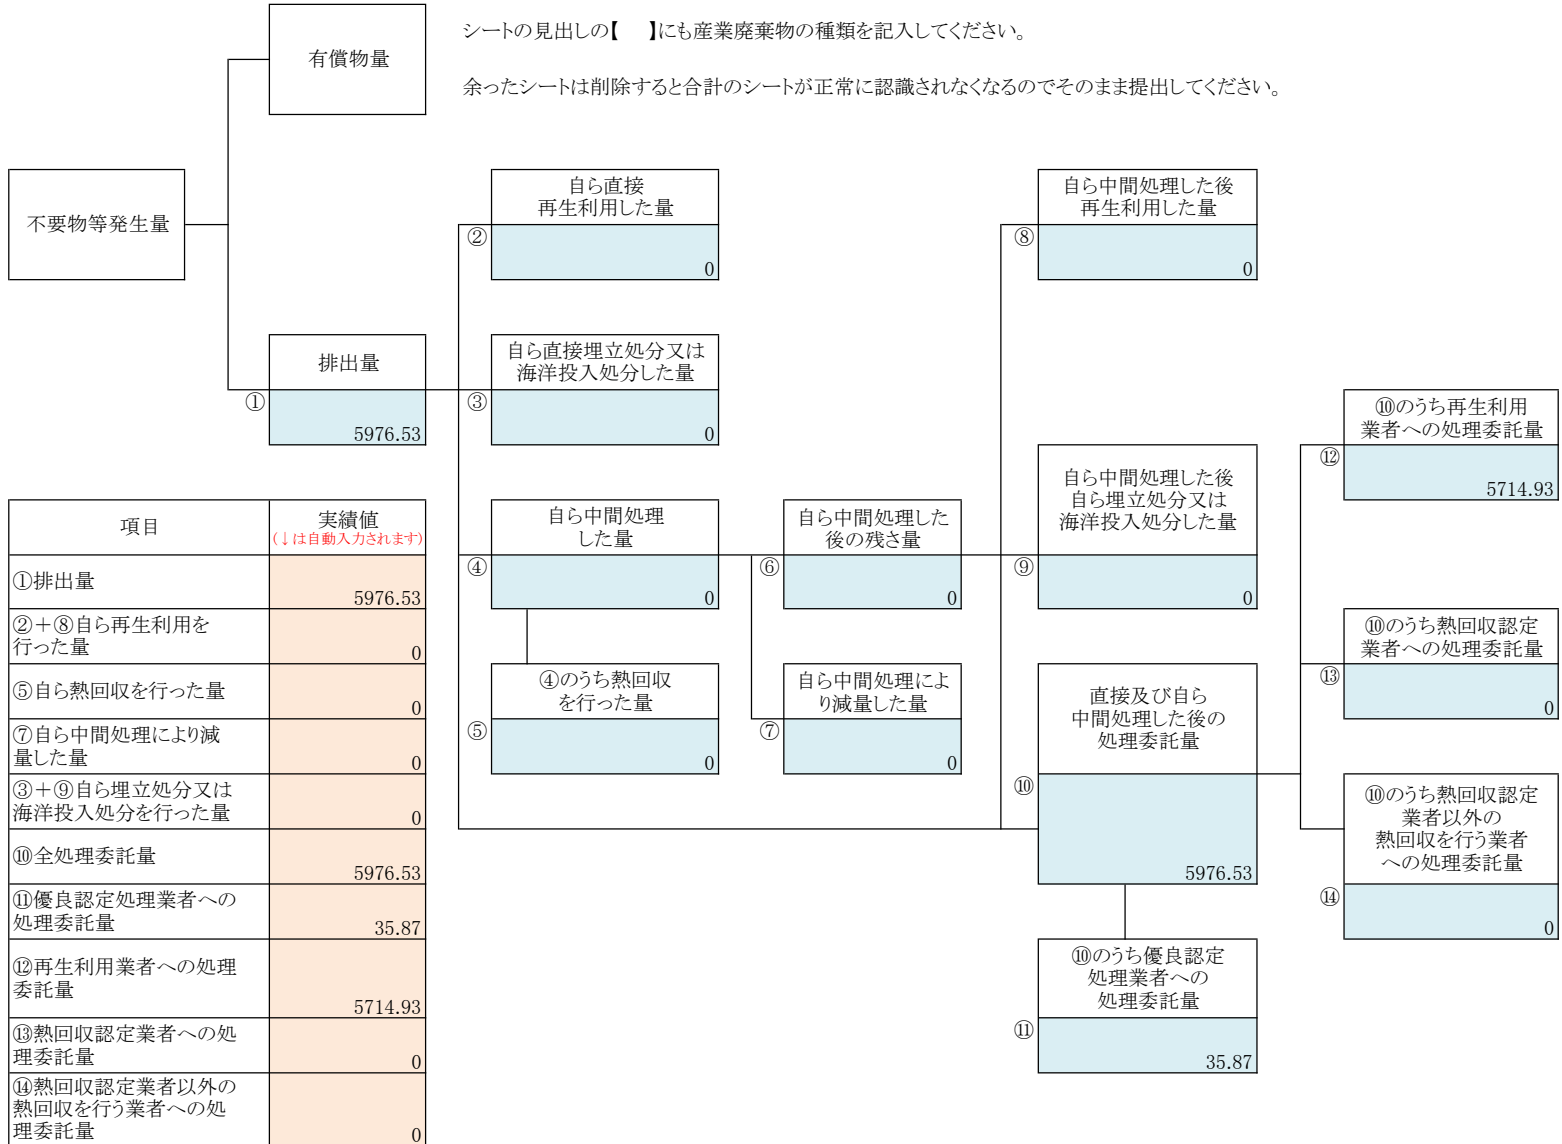 シートの見出しの【　】にも産業廃棄物の種類を記入してください。
余ったシートは削除すると合計のシートが正常に認識されなくなるのでそのまま提出してください。
有償物量
不要物等発生量
排出量
①
5976.53
自ら直接
再生利用した量
②
0
自ら直接埋立処分又は
海洋投入処分した量
③
0
自ら中間処理
した量
④
0
④のうち熱回収
を行った量
⑤
0
自ら中間処理した
後の残さ量
⑥
0
自ら中間処理によ
り減量した量
⑦
0
自ら中間処理した後
再生利用した量
⑧
0
自ら中間処理した後
自ら埋立処分又は
海洋投入処分した量
⑨
0
直接及び自ら
中間処理した後の
処理委託量
⑩
5976.53
⑩のうち優良認定
処理業者への
処理委託量
⑪
35.87
⑩のうち再生利用
業者への処理委託量
⑫
5714.93
⑩のうち熱回収認定
業者への処理委託量
⑬
0
⑩のうち熱回収認定
業者以外の
熱回収を行う業者
への処理委託量
⑭
0
項目 実績値
(↓は自動入力されます)
①排出量
5976.53
②+⑧自ら再生利用を
行った量
0
⑤自ら熱回収を行った量
0
⑦自ら中間処理により減
量した量
0
③+⑨自ら埋立処分又は
海洋投入処分を行った量
0
⑩全処理委託量
5976.53
⑪優良認定処理業者への
処理委託量
35.87
⑫再生利用業者への処理
委託量
5714.93
⑬熱回収認定業者への処
理委託量
0
⑭熱回収認定業者以外の
熱回収を行う業者への処
理委託量
0